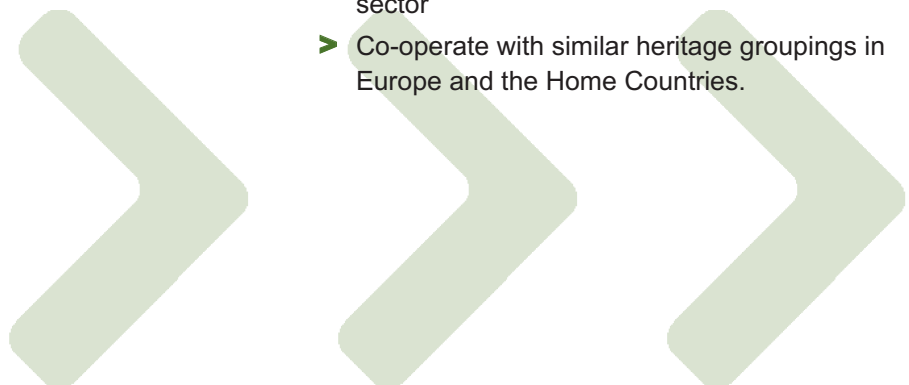 sector
> Co-operate with similar heritage groupings in
Europe and the Home Countries.